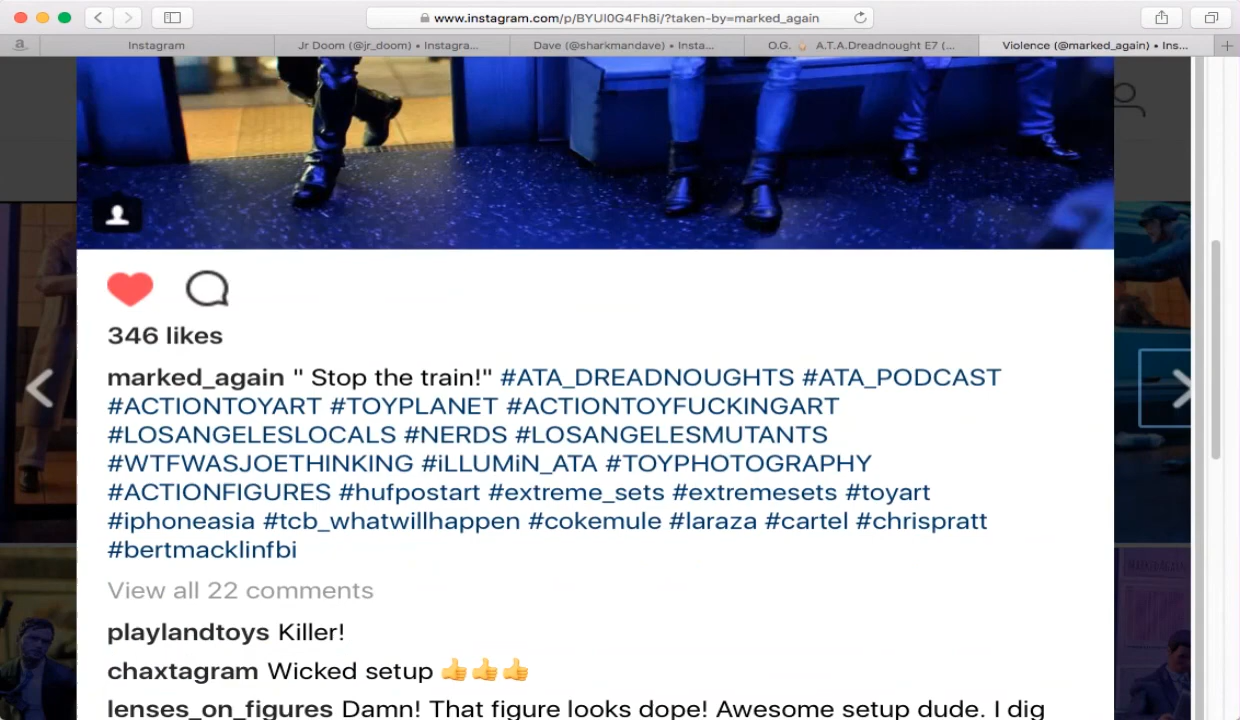 www.instagram.com/p/BYUI0G4Fh8i/?taken-by=marked_again
a Instagram Jr Doom (@jr_doom) • Instagra... Dave (@sharkmandave) • Insta... O.G. 👌🏼 A.T.A.Dreadnought E7 (... Violence (@marked_again) • Ins...
346 likes
marked_again " Stop the train!" #ATA_DREADNOUGHTS #ATA_PODCAST
#ACTIONTOYART #TOYPLANET #ACTIONTOYFUCKINGART
#LOSANGELESLOCALS #NERDS #LOSANGELESMUTANTS
#WTFWASJOETHINKING #iLLUMiN_ATA #TOYPHOTOGRAPHY
#ACTIONFIGURES #hufpostart #extreme_sets #extremesets #toyart
#iphoneasia #tcb_whatwillhappen #cokemule #laraza #cartel #chrispratt
#bertmacklinfbi
View all 22 comments
playlandtoys Killer!
chaxtagram Wicked setup 👍👍👍
lenses_on_figures Damn! That figure looks dope! Awesome setup dude. I dig